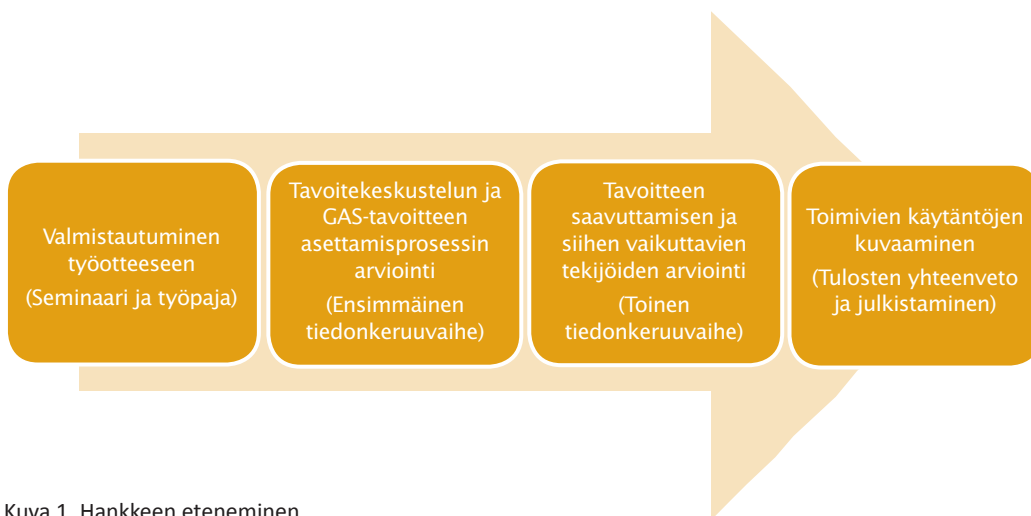 Valmistautuminen
työotteeseen
(Seminaari ja työpaja)
Tavoitekeskustelun ja
GAS-tavoitteen
asettamisprosessin
arviointi
(Ensimmäinen
tiedonkeruuvaihe)
Tavoitteen
saavuttamisen ja
siihen vaikuttavien
tekijöiden arviointi
(Toinen
tiedonkeruuvaihe)
Toimivien käytäntöjen
kuvaaminen
(Tulosten yhteenveto
ja julkistaminen)
Kuva 1. Hankkeen eteneminen